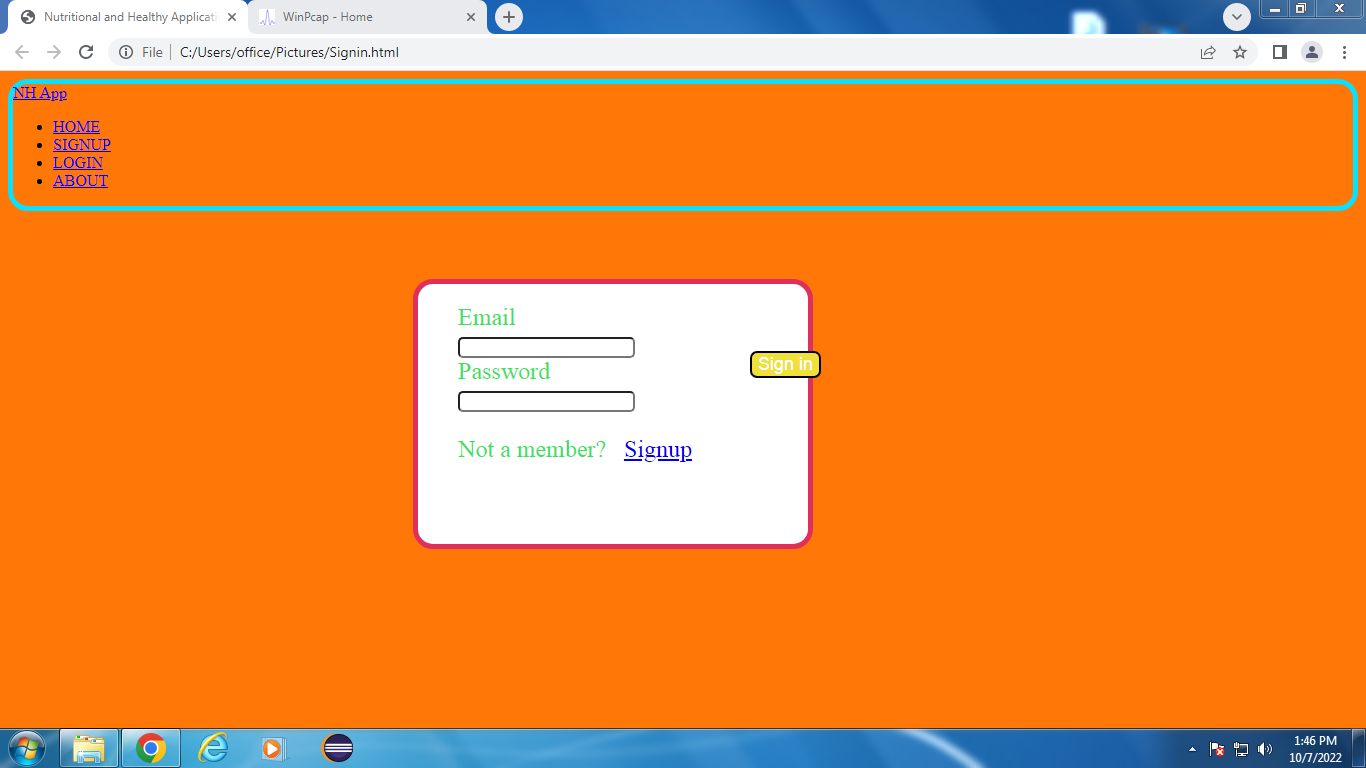 Nutritional and Healthy Applicati
WinPcap - Home
File
C:/Users/office/Pictures/Signin.html
NH App
HOME
SIGNUP
LOGIN
ABOUT
Email
Sign in
Password
Not a member? Signup
1:46 PM
10/7/2022